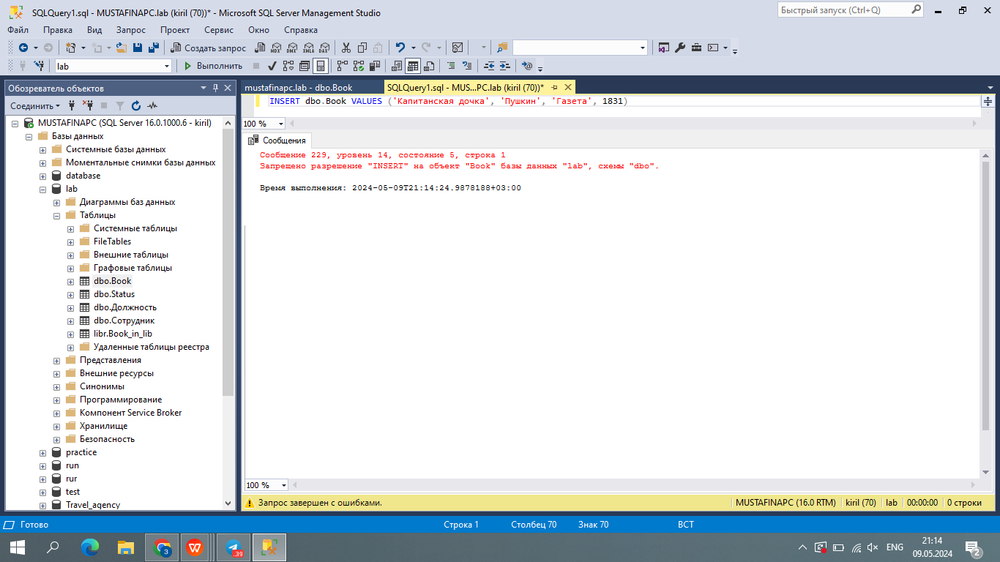 SQLQuery1.sql - MUSTAFINAPC.lab (kiril (70))* - Microsoft SQL Server Management Studio
Быстрый запуск (Ctrl+Q)
Файл Правка Вид Запрос Проект Сервис Окно Справка
Создать запрос
MDX DMX XMLA DAX
lab
Выполнить
Обозреватель объектов
mustafinapc.lab - dbo.Book
SQLQuery1.sql - MUS...PC.lab (kiril (70))*
Соединить
INSERT dbo.Book VALUES ('Капитанская дочка', 'Пушкин', 'Газета', 1831)
100 %
Сообщения
Сообщение 229, уровень 14, состояние 5, строка 1
Запрещено разрешение "INSERT" на объект "Book" базы данных "lab", схемы "dbo".
Время выполнения: 2024-05-09T21:14:24.9878188+03:00
MUSTAFINAPC (SQL Server 16.0.1000.6 - kiril)
Базы данных
Системные базы данных
Моментальные снимки базы данных
database
lab
Диаграммы баз данных
Таблицы
Системные таблицы
FileTables
Внешние таблицы
Графовые таблицы
dbo.Book
dbo.Status
dbo.Должность
dbo.Сотрудник
libr.Book_in_lib
Удаленные таблицы реестра
Представления
Внешние ресурсы
Синонимы
Программирование
Компонент Service Broker
Хранилище
Безопасность
practice
run
rur
test
Travel_agency
100 %
Запрос завершен с ошибками.
MUSTAFINAPC (16.0 RTM) kiril (70) lab 00:00:00 0 строки
Готово
Строка 1 Столбец 70 Знак 70 ВСТ
3
W
39
ENG
21:14
09.05.2024
2